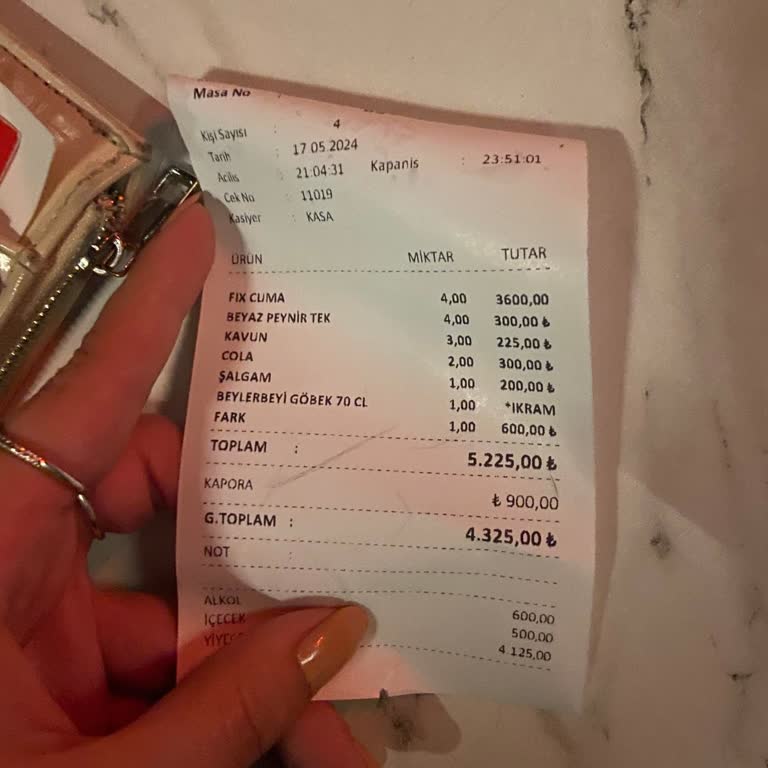 Masa No :
Kişi Sayısı : 4
Tarih : 17 05 2024
Acilis : 21:04:31 Kapanis : 23:51:01
Cek No : 11019
Kasiyer : KASA
ÜRÜN MİKTAR TUTAR
FIX CUMA 4,00 3600,00
BEYAZ PEYNİR TEK 4,00 300,00 ₺
KAVUN 3,00 225,00 ₺
COLA 2,00 300,00 ₺
ŞALGAM 1,00 200,00 ₺
BEYLERBEYİ GÖBEK 70 CL 1,00 *IKRAM
FARK 1,00 600,00 ₺
TOPLAM : 5.225,00 ₺
KAPORA ₺ 900,00
G.TOPLAM : 4.325,00 ₺
NOT :
ALKOL 600,00
İÇECEK 500,00
4.125,00